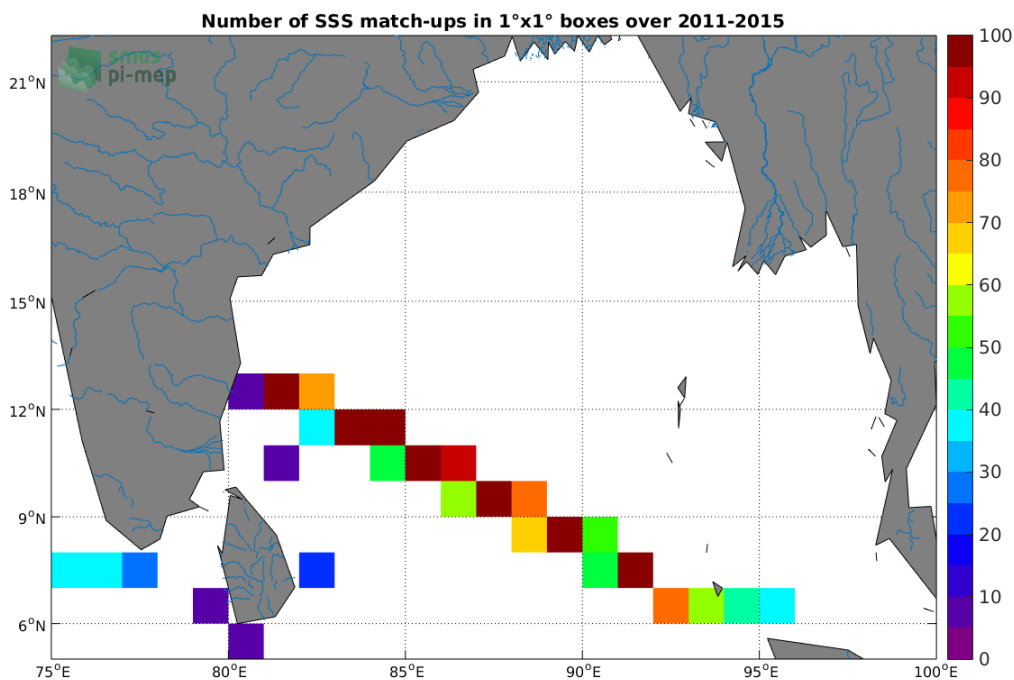 Number of SSS match-ups in 1°x1° boxes over 2011-2015
smos
pi-mep
21°N
18°N
15°N
12°N
9°N
6°N
75°E
80°E
85°E
90°E
95°E
100°E
100
90
80
70
60
50
40
30
20
10
0